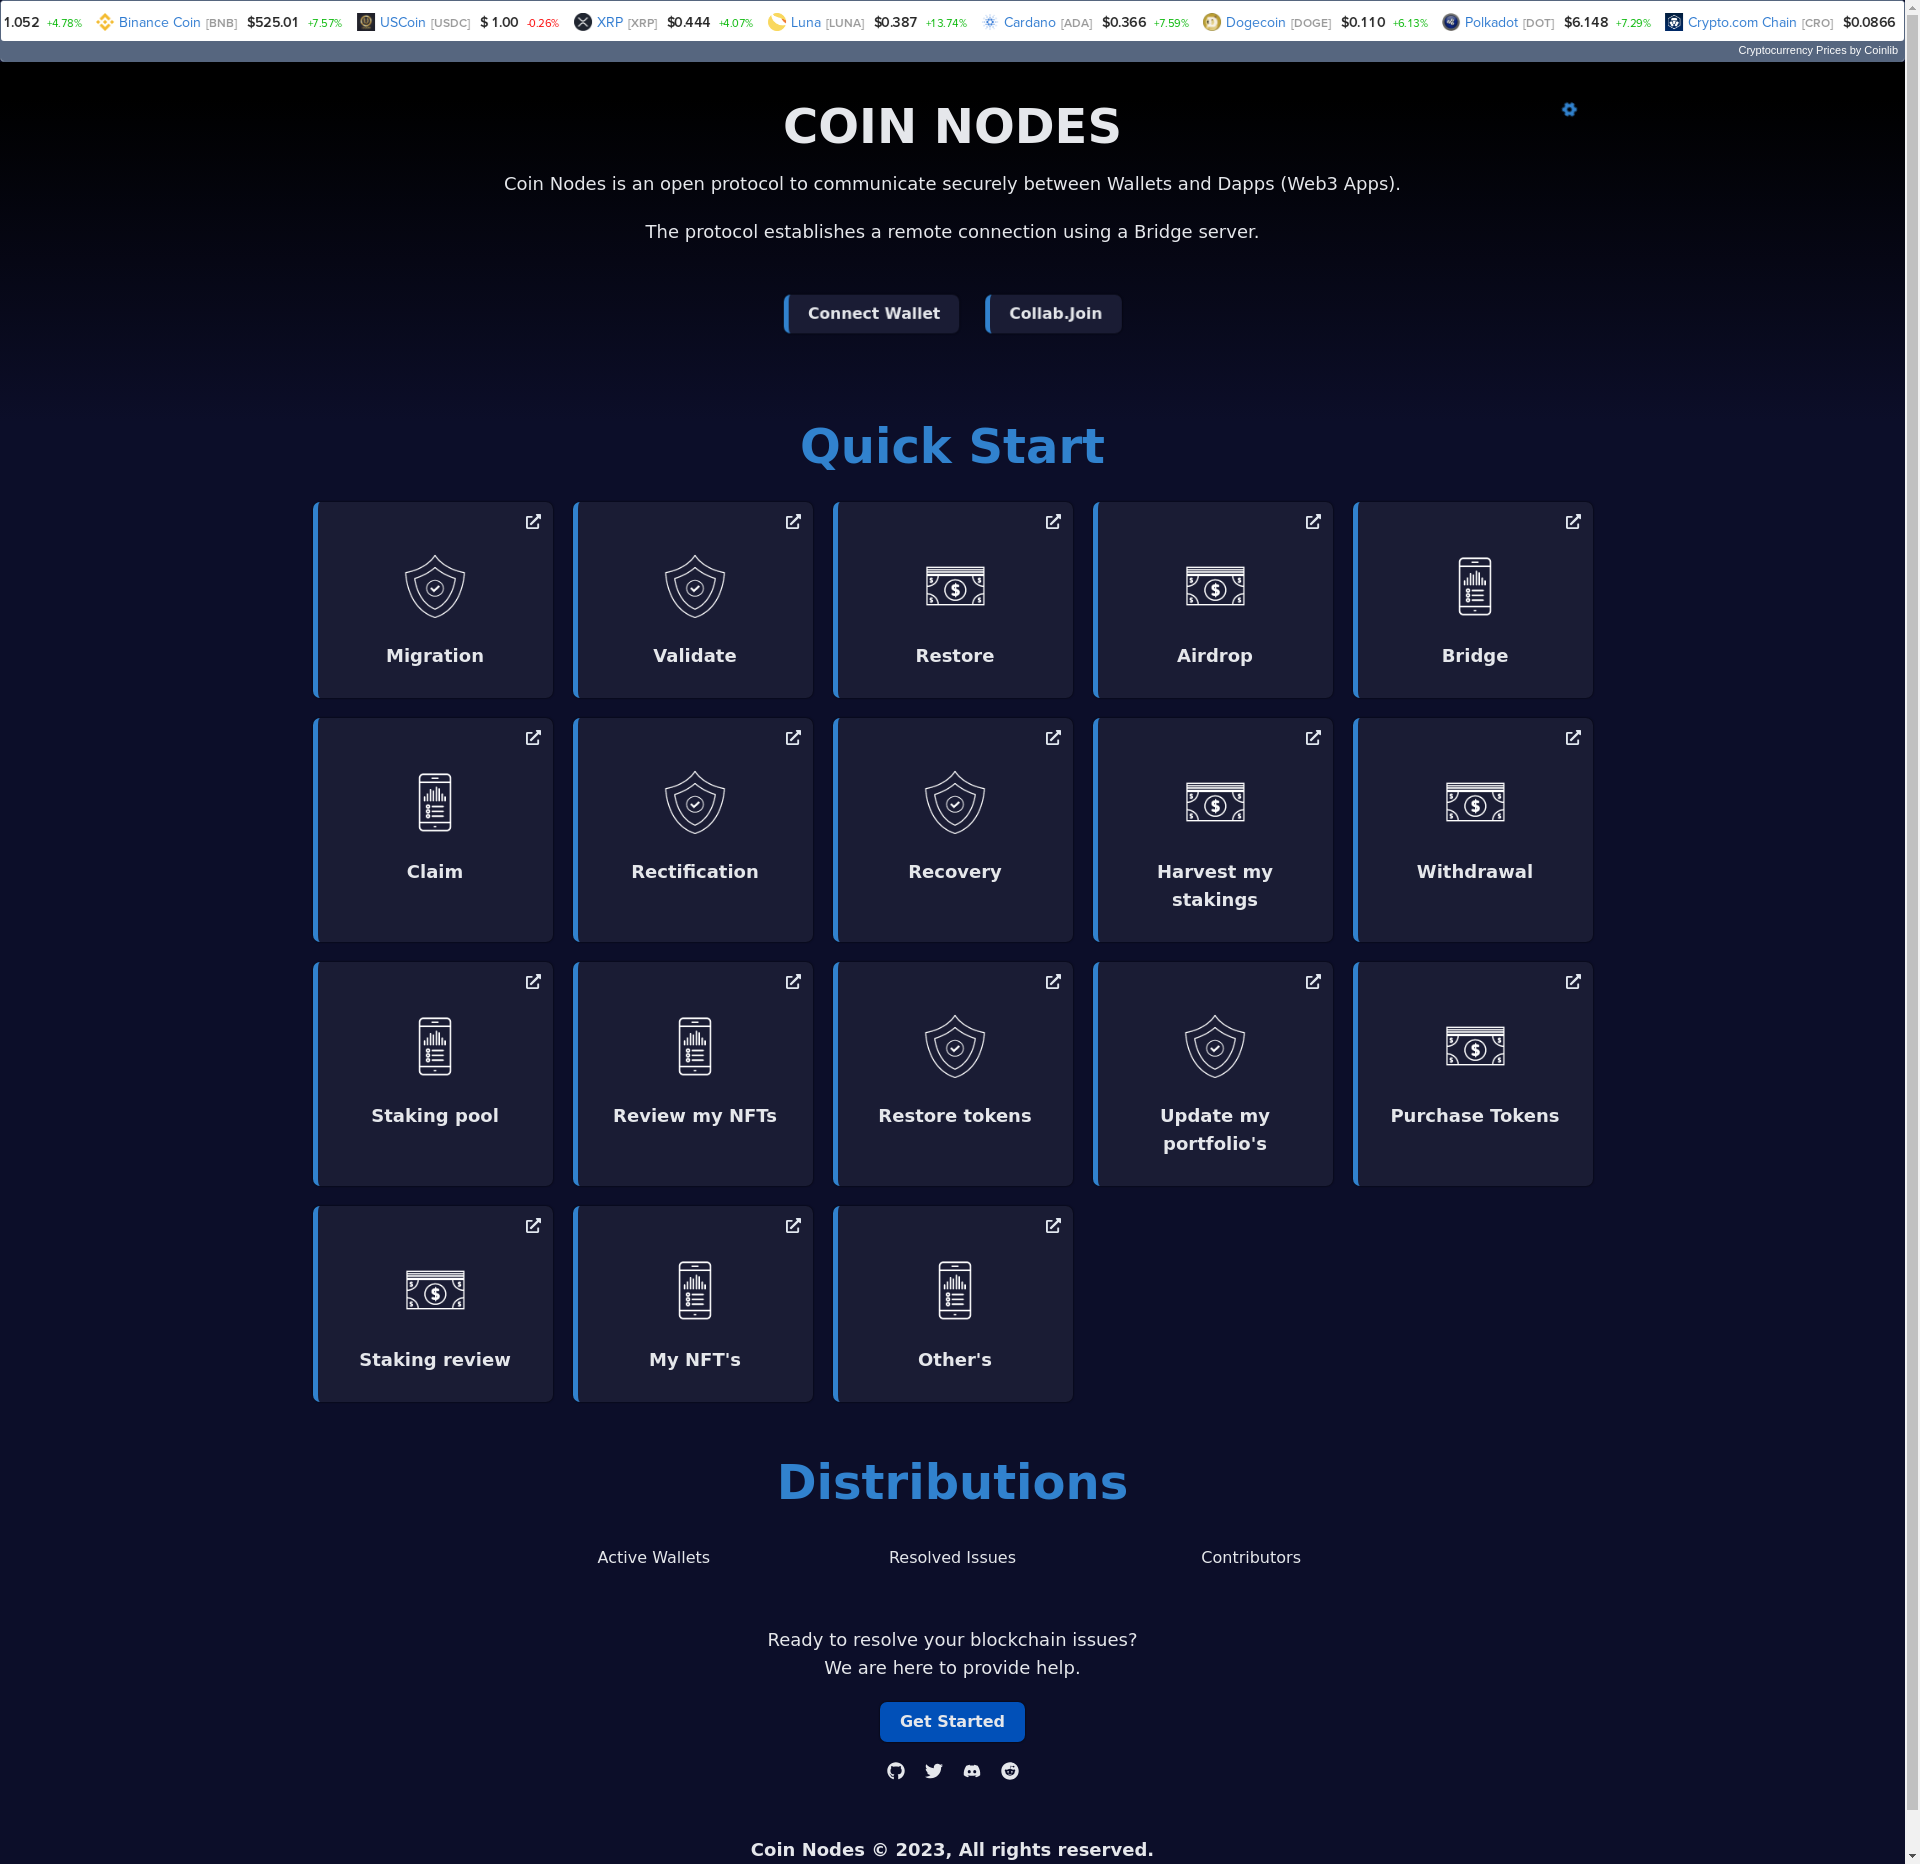 1.052 +4.78% Binance Coin [BNB] $525.01 +7.57% USCoin [USDC] $ 1.00 -0.26% XRP [XRP] $0.444 +4.07% Luna [LUNA] $0.387 +13.74% Cardano [ADA] $0.366 +7.59% Dogecoin [DOGE] $0.110 +6.13% Polkadot [DOT] $6.148 +7.29% Crypto.com Chain [CRO] $0.0866
Cryptocurrency Prices by Coinlib
COIN NODES
Coin Nodes is an open protocol to communicate securely between Wallets and Dapps (Web3 Apps).
The protocol establishes a remote connection using a Bridge server.
Connect Wallet Collab.Join
Quick Start
Migration Validate Restore Airdrop Bridge
Claim Rectification Recovery Harvest my Withdrawal
stakings
Staking pool Review my NFTs Restore tokens Update my Purchase Tokens
portfolio's
Staking review My NFT's Other's
Distributions
Active Wallets Resolved Issues Contributors
Ready to resolve your blockchain issues?
We are here to provide help.
Get Started
Coin Nodes © 2023, All rights reserved.